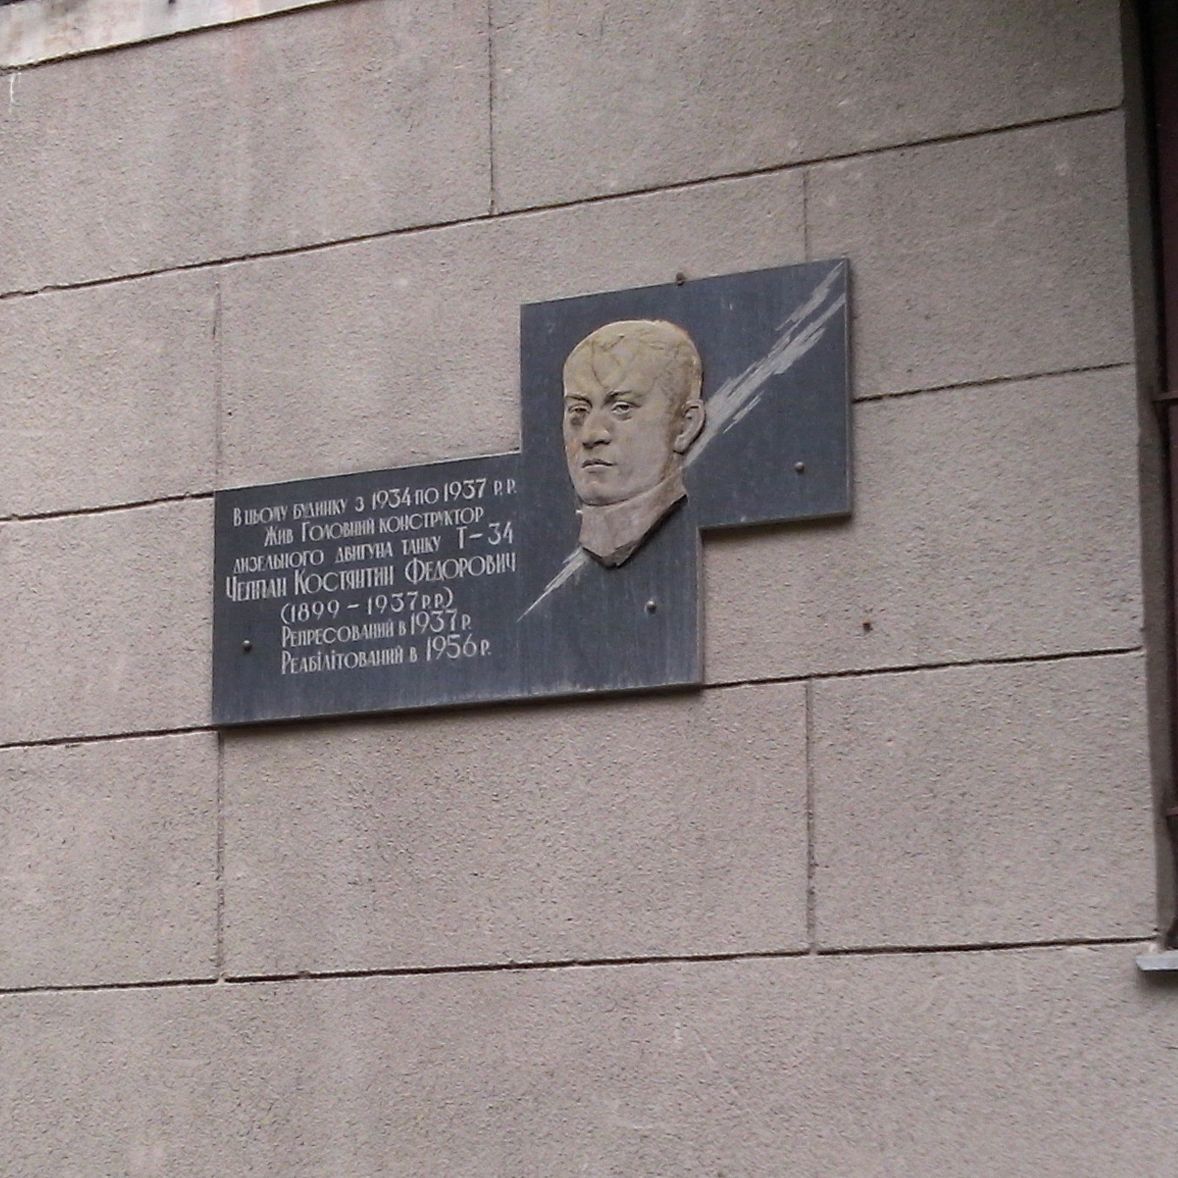 В цьому будинку з 1934 по 1937 р.р.
жив Головний конструктор
дизельного двигуна танку Т-34
Челпан Костянтин Федорович
(1899 - 1937 р.р.)
Репресований в 1937 р.
Реабілітований в 1956 р.